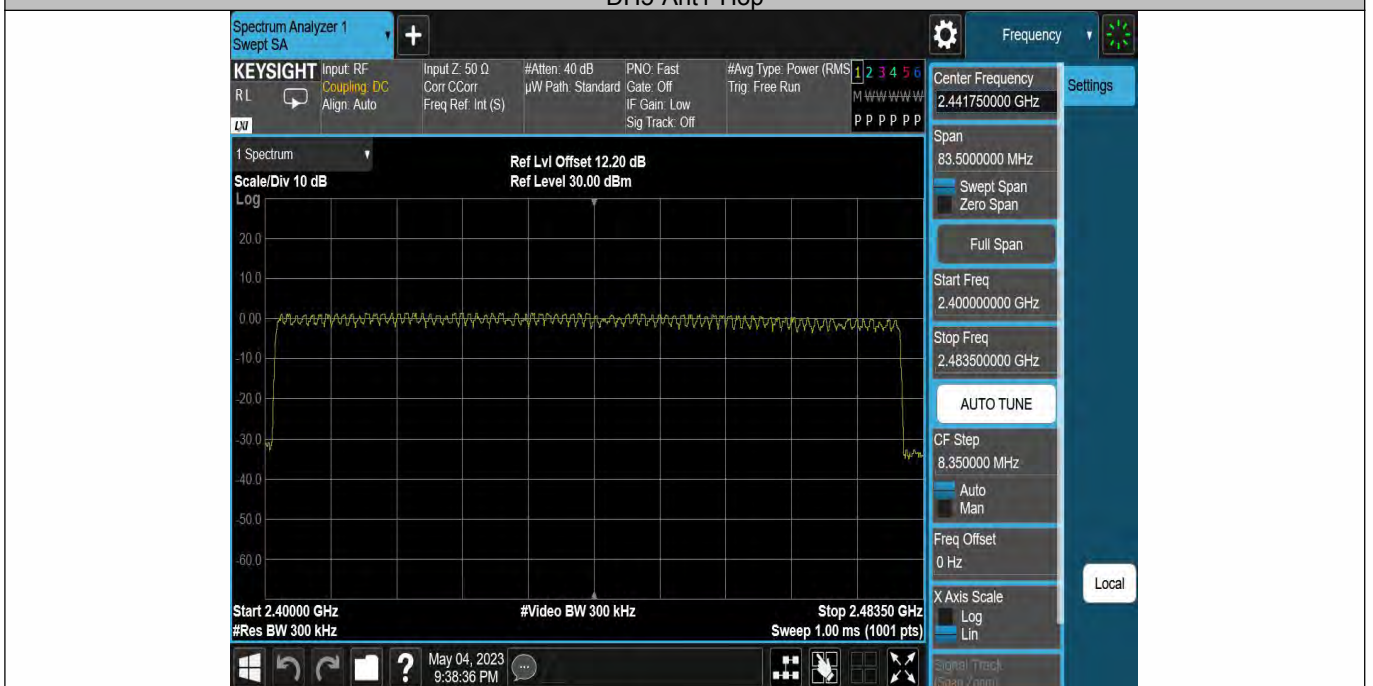 DH5 Ant1 Hop
Spectrum Analyzer 1
Swept SA
Frequency
KEYSIGHT
RL
LXI
Input: RF
Coupling: DC
Align: Auto
Input Z: 50 Ω
Corr CCorr
Freq Ref: Int (S)
#Atten: 40 dB
µW Path: Standard
PNO: Fast
Gate: Off
IF Gain: Low
Sig Track: Off
#Avg Type: Power (RMS
Trig: Free Run
1 2 3 4 5 6
M W W W W W
P P P P P P
1 Spectrum
Scale/Div 10 dB
Ref Lvl Offset 12.20 dB
Ref Level 30.00 dBm
Log
20.0
10.0
0.00
-10.0
-20.0
-30.0
-40.0
-50.0
-60.0
Start 2.40000 GHz
#Res BW 300 kHz
#Video BW 300 kHz
Stop 2.48350 GHz
Sweep 1.00 ms (1001 pts)
Center Frequency
2.441750000 GHz
Settings
Span
83.5000000 MHz
Swept Span
Zero Span
Full Span
Start Freq
2.400000000 GHz
Stop Freq
2.483500000 GHz
AUTO TUNE
CF Step
8.350000 MHz
Auto
Man
Freq Offset
0 Hz
X Axis Scale
Log
Lin
Local
Signal Track
(Span Zoom)
?
May 04, 2023
9:38:36 PM